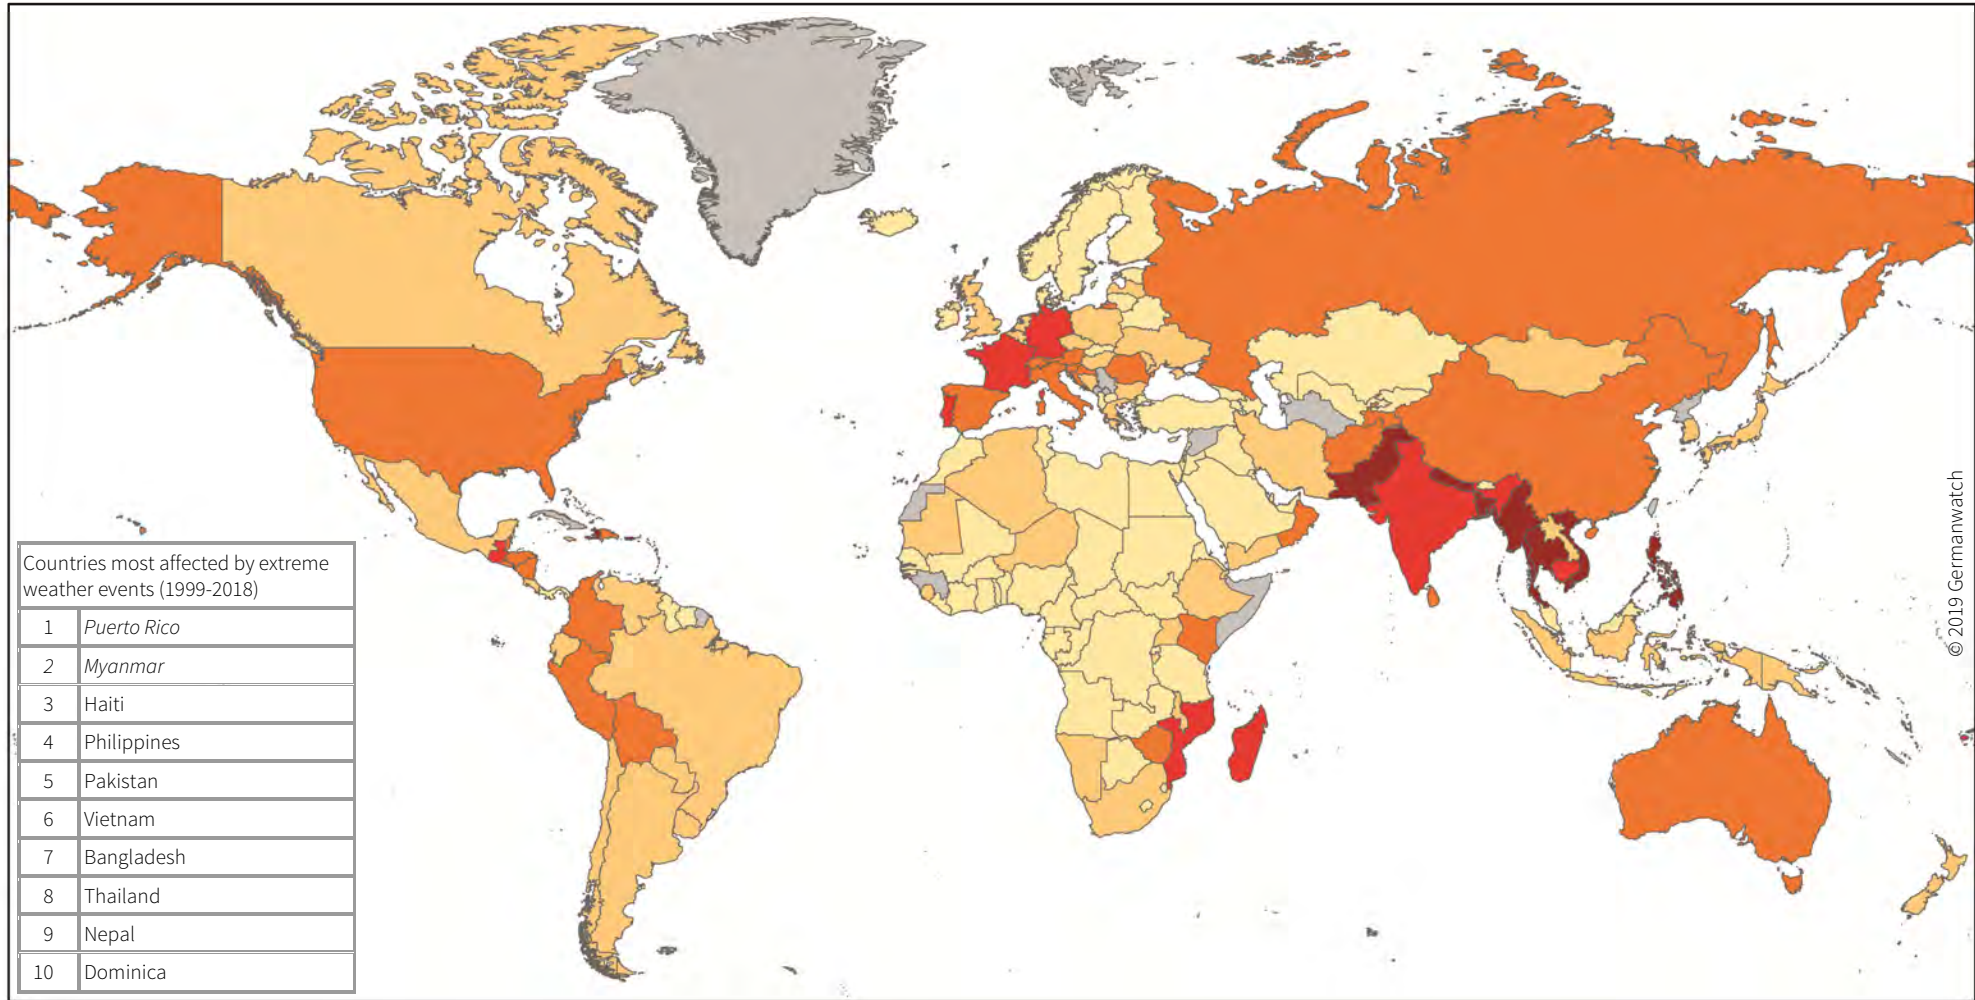 Countries most affected by extreme
weather events (1999-2018)
1 Puerto Rico
2 Myanmar
3 Haiti
4 Philippines
5 Pakistan
6 Vietnam
7 Bangladesh
8 Thailand
9 Nepal
10 Dominica
© 2019 Germanwatch